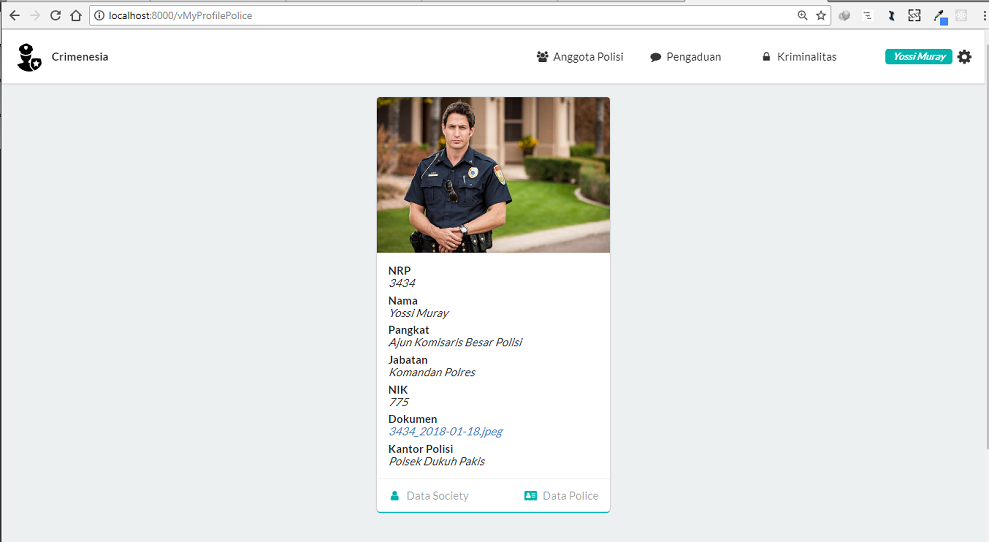 localhost:8000/vMyProfilePolice
Crimenesia
Anggota Polisi
Pengaduan
Kriminalitas
Yossi Muray
NRP
3434
Nama
Yossi Muray
Pangkat
Ajun Komisaris Besar Polisi
Jabatan
Komandan Polres
NIK
775
Dokumen
3434_2018-01-18.jpeg
Kantor Polisi
Polsek Dukuh Pakis
Data Society
Data Police